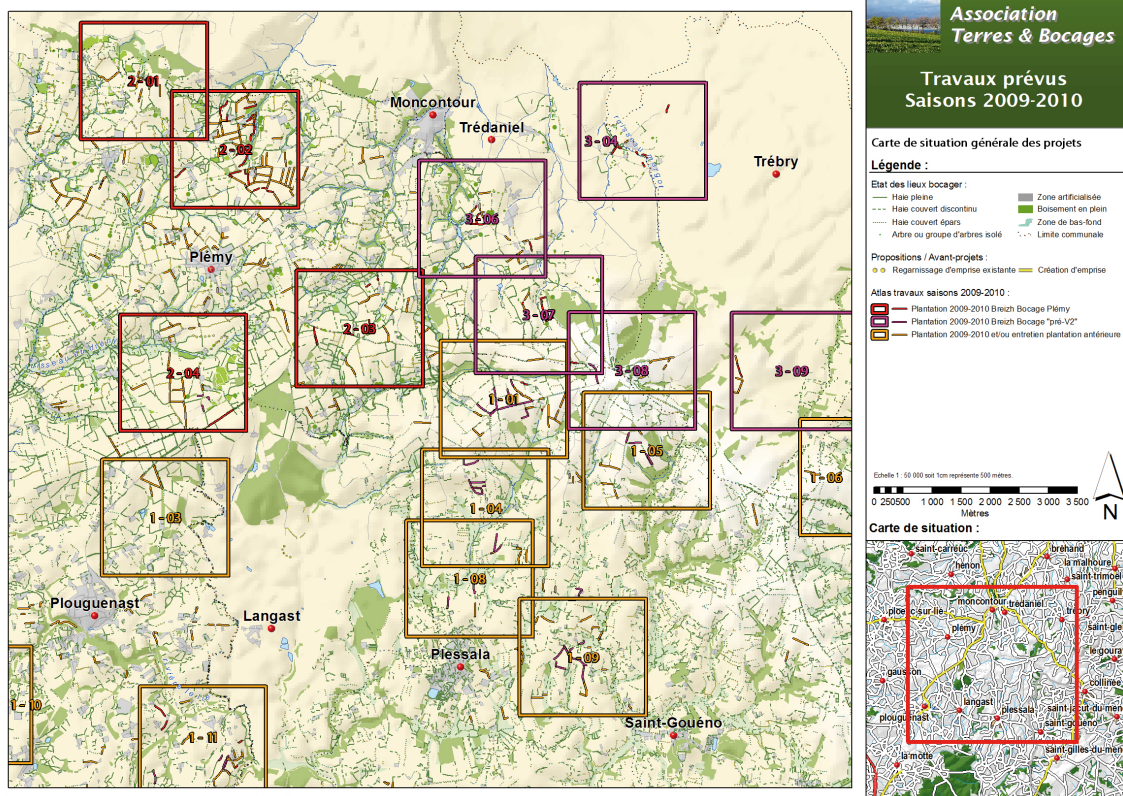 Association
Terres & Bocages
Travaux prévus
Saisons 2009-2010
Carte de situation générale des projets
Légende :
Etat des lieux bocager :
Haie pleine
Haie couvert discontinu
Haie couvert épars
Arbre ou groupe d'arbres isolé
Zone artificialisée
Boisement en plein
Zone de bas-fond
Limite communale
Propositions / Avant-projets :
Regarnissage d'emprise existante
Création d'emprise
Atlas travaux saisons 2009-2010 :
Plantation 2009-2010 Breizh Bocage Plémy
Plantation 2009-2010 Breizh Bocage "pré-V2"
Plantation 2009-2010 et/ou entretien plantation antérieure
Echelle 1 : 50 000 soit 1cm représente 500 mètres.
0 250500 1 000 1 500 2 000 2 500 3 000 3 500
Mètres
N
Carte de situation :
saint-carreuc
bréhand
hénon
la malhoure
saint-trimoel
penguil
moncontour
trédaniel
trébry
plémy
saint-gle
le goura
gausson
collinée
langast
plessala
saint-jacut-du-mené
plouguenast
saint-gouéno
saint-gilles-du-mené
la motte
2 - 01
2 - 02
Moncontour
Trédaniel
3 - 04
Trébry
3 - 06
Plémy
2 - 03
3 - 07
2 - 04
3 - 08
3 - 09
1 - 01
1 - 05
1 - 06
1 - 03
1 - 04
1 - 08
Plouguenast
Langast
Plessala
1 - 09
1 - 10
1 - 11
Saint-Gouéno